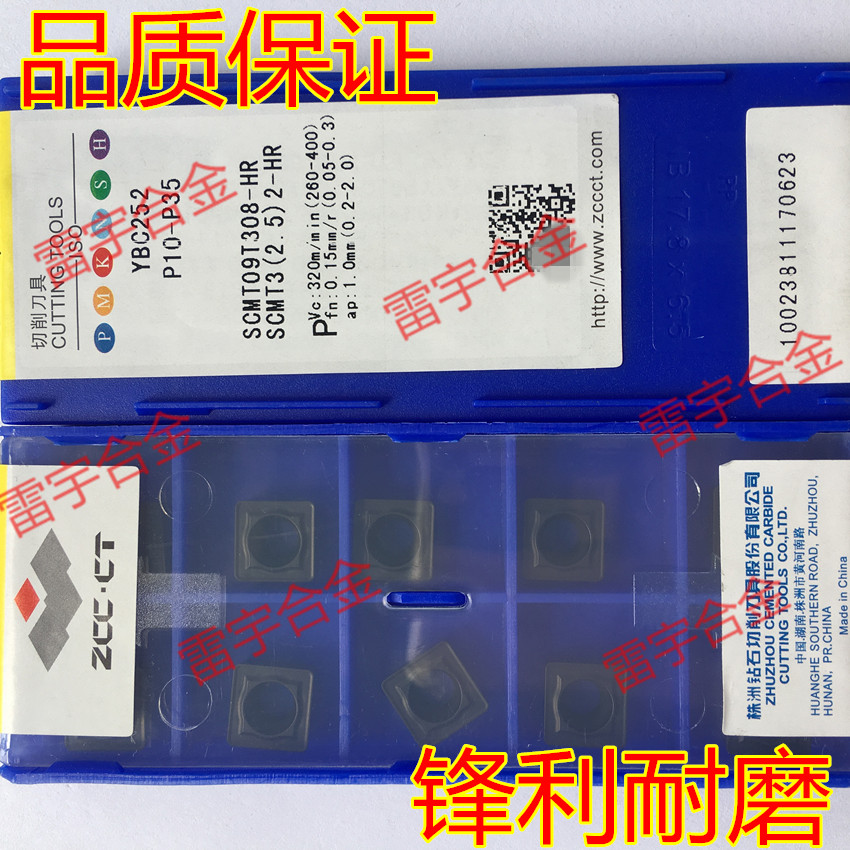 品质保证
切削刀具
CUTTING TOOLS
ISO
P M K N S H
YBC252
P10-P35
SCMT09T308-HR
SCMT3(2.5)2-HR
P
Vc:320m/min(260-400)
fn:0.15mm/r(0.05-0.3)
ap:1.0mm(0.2-2.0)
http://www.zccct.com
PP
10023811170623
雷宇合金
雷宇合金
雷宇合金
雷宇合金
雷宇合金
雷宇合金
雷宇合金
ZCC·CT
株洲钻石切削刀具股份有限公司
ZHUZHOU CEMENTED CARBIDE
CUTTING TOOLS CO.,LTD.
中国.湖南.株洲市黄河南路
HUANGHE SOUTHERN ROAD, ZHUZHOU,
HUNAN, PR.CHINA
Made in China
锋利耐磨